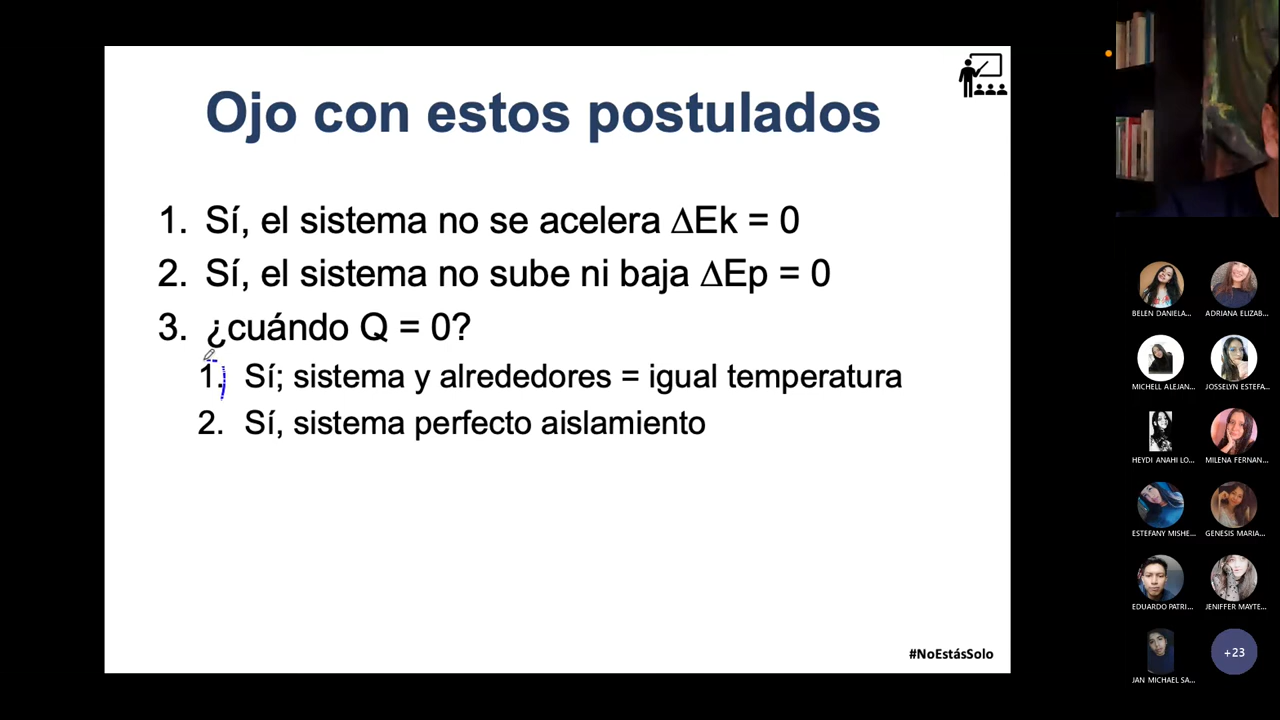 Ojo con estos postulados
1. Sí, el sistema no se acelera ∆Ek = 0
2. Sí, el sistema no sube ni baja ∆Ep = 0
3. ¿cuándo Q = 0?
1. Sí; sistema y alrededores = igual temperatura
2. Sí, sistema perfecto aislamiento
#NoEstásSolo
BELEN DANIELA...
ADRIANA ELIZAB...
MICHELL ALEJAN...
JOSSELYN ESTEFA...
HEYDI ANAHI LO...
MILENA FERNAN...
ESTEFANY MISHE...
GENESIS MARIA...
EDUARDO PATRI...
JENIFFER MAYTE...
JAN MICHAEL SA...
+23